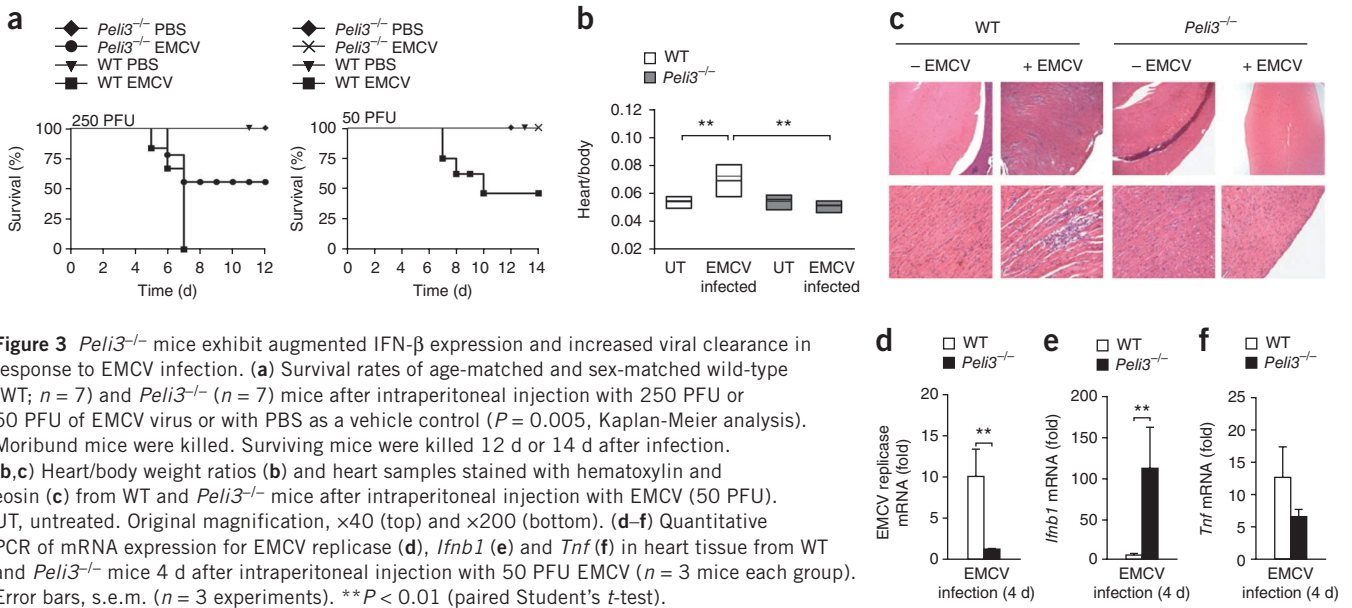 a
Peli3–/– PBS
Peli3–/– EMCV
WT PBS
WT EMCV
250 PFU
Survival (%)
100
75
50
25
0
0 2 4 6 8 10 12
Time (d)
Peli3–/– PBS
Peli3–/– EMCV
WT PBS
WT EMCV
50 PFU
Survival (%)
100
75
50
25
0
0 2 4 6 8 10 12 14
Time (d)
b
WT
Peli3–/–
Heart/body
0.12
0.10
0.08
0.06
0.04
0.02
** **
UT EMCV infected UT EMCV infected
c
WT Peli3–/–
– EMCV + EMCV – EMCV + EMCV
Figure 3 Peli3–/– mice exhibit augmented IFN-β expression and increased viral clearance in
response to EMCV infection. (a) Survival rates of age-matched and sex-matched wild-type
WT; n = 7) and Peli3–/– (n = 7) mice after intraperitoneal injection with 250 PFU or
50 PFU of EMCV virus or with PBS as a vehicle control (P = 0.005, Kaplan-Meier analysis).
Moribund mice were killed. Surviving mice were killed 12 d or 14 d after infection.
b,c) Heart/body weight ratios (b) and heart samples stained with hematoxylin and
eosin (c) from WT and Peli3–/– mice after intraperitoneal injection with EMCV (50 PFU).
UT, untreated. Original magnification, ×40 (top) and ×200 (bottom). (d–f) Quantitative
PCR of mRNA expression for EMCV replicase (d), Ifnb1 (e) and Tnf (f) in heart tissue from WT
and Peli3–/– mice 4 d after intraperitoneal injection with 50 PFU EMCV (n = 3 mice each group).
Error bars, s.e.m. (n = 3 experiments). **P < 0.01 (paired Student's t-test).
d
WT
Peli3–/–
EMCV replicase
mRNA (fold)
20
15
10
5
0
**
EMCV
infection (4 d)
e
WT
Peli3–/–
Ifnb1 mRNA (fold)
200
150
100
50
0
**
EMCV
infection (4 d)
f
WT
Peli3–/–
Tnf mRNA (fold)
25
20
15
10
5
0
EMCV
infection (4 d)